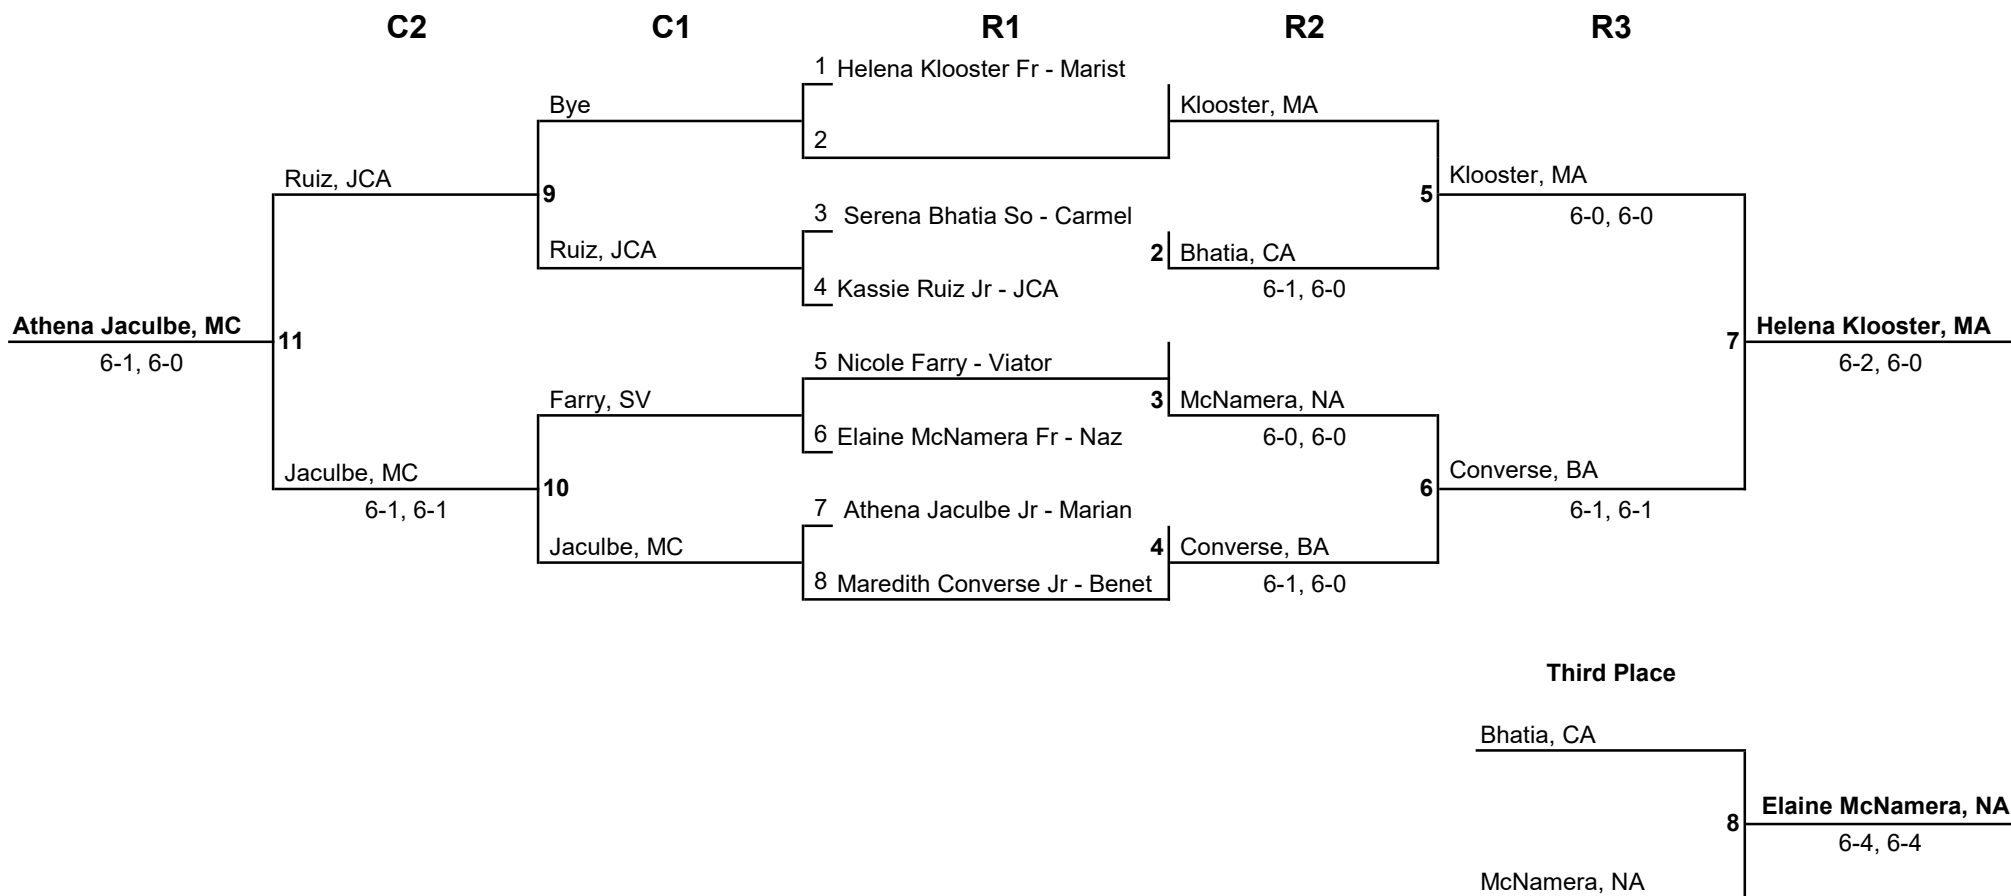 C2 C1 R1 R2 R3
1 Helena Klooster Fr - Marist
Bye Klooster, MA
2
Ruiz, JCA Klooster, MA
9 5
3 Serena Bhatia So - Carmel 6-0, 6-0
Ruiz, JCA 2 Bhatia, CA
4 Kassie Ruiz Jr - JCA 6-1, 6-0
Athena Jaculbe, MC 11 7 Helena Klooster, MA
6-1, 6-0 5 Nicole Farry - Viator 6-2, 6-0
Farry, SV 3 McNamera, NA
6 Elaine McNamera Fr - Naz 6-0, 6-0
Jaculbe, MC Converse, BA
10 6
6-1, 6-1 7 Athena Jaculbe Jr - Marian 6-1, 6-1
Jaculbe, MC 4 Converse, BA
8 Maredith Converse Jr - Benet 6-1, 6-0
Third Place
Bhatia, CA
8 Elaine McNamera, NA
6-4, 6-4
McNamera, NA